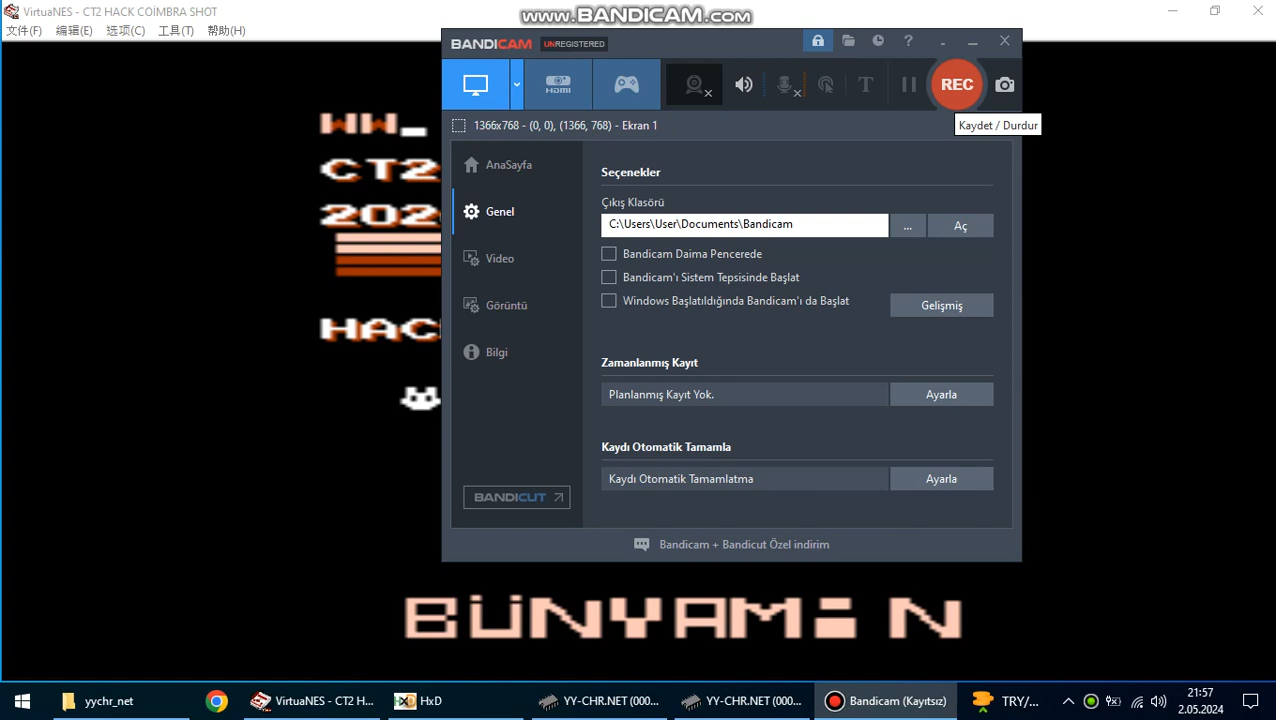 VirtuaNES - CT2 HACK COİMBRA SHOT
www.BANDICAM.com
文件(F) 编辑(E) 选项(C) 工具(T) 帮助(H)
BANDICAM UNREGISTERED
HDMI
REC
Kaydet / Durdur
1366x768 - (0, 0), (1366, 768) - Ekran 1
WW_
CT2
202
HAC
AnaSayfa
Genel
Video
Görüntü
Bilgi
BANDICUT
Seçenekler
Çıkış Klasörü
C:\Users\User\Documents\Bandicam
...
Aç
Bandicam Daima Pencerede
Bandicam'ı Sistem Tepsisinde Başlat
Windows Başlatıldığında Bandicam'ı da Başlat
Gelişmiş
Zamanlanmış Kayıt
Planlanmış Kayıt Yok.
Ayarla
Kaydı Otomatik Tamamla
Kaydı Otomatik Tamamlatma
Ayarla
Bandicam + Bandicut Özel indirim
BÜNYAMİN
yychr_net
VirtuaNES - CT2 H...
HxD
YY-CHR.NET (000...
YY-CHR.NET (000...
Bandicam (Kayıtsız)
TRY/...
21:57
2.05.2024